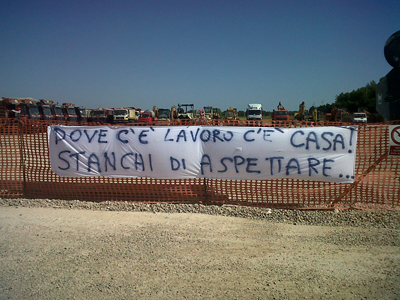 DOVE C'È LAVORO C'È CASA!
STANCHI DI ASPETTARE...